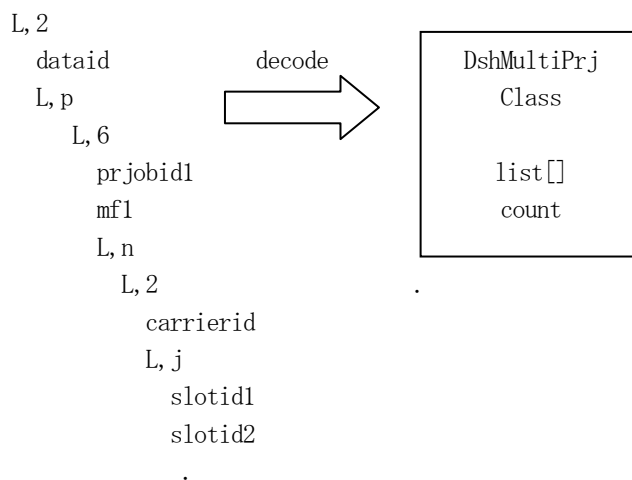 L,2
dataid
L,p
L,6
prjobid1
mf1
L,n
L,2
carrierid
L,j
slotid1
slotid2
.
decode
DshMultiPrj
Class
list[]
count
.